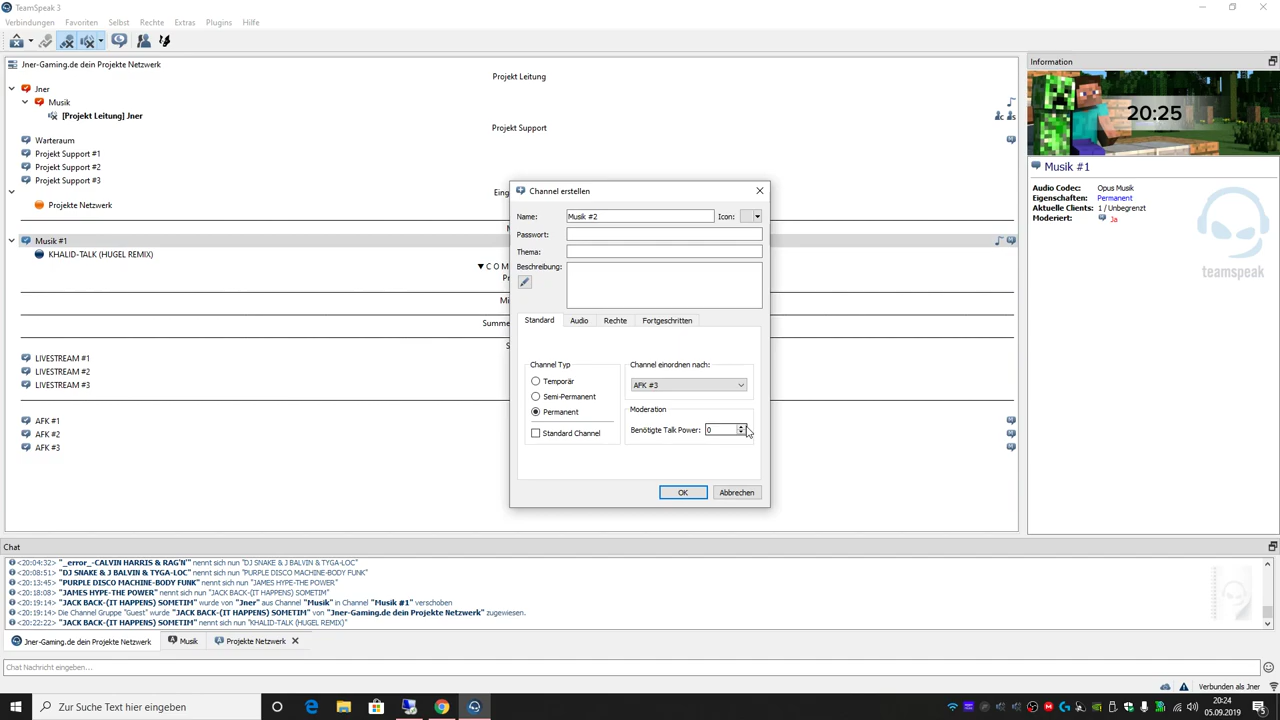 TeamSpeak 3
Verbindungen Favoriten Selbst Rechte Extras Plugins Hilfe
Jner-Gaming.de dein Projekte Netzwerk
Projekt Leitung
Jner
Musik
[Projekt Leitung] Jner
Projekt Support
Warteraum
Projekt Support #1
Projekt Support #2
Projekt Support #3
Eing
Projekte Netzwerk
M
Musik #1
KHALID-TALK (HUGEL REMIX)
C O M
Pr
Mi
Summe
S
LIVESTREAM #1
LIVESTREAM #2
LIVESTREAM #3
AFK #1
AFK #2
AFK #3
Channel erstellen
Name: Musik #2 Icon:
Passwort:
Thema:
Beschreibung:
Standard Audio Rechte Fortgeschritten
Channel Typ
Temporär
Semi-Permanent
Permanent
Standard Channel
Channel einordnen nach:
AFK #3
Moderation
Benötigte Talk Power: 0
OK Abbrechen
Information
20:25
Musik #1
Audio Codec: Opus Musik
Eigenschaften: Permanent
Aktuelle Clients: 1 / Unbegrenzt
Moderiert: Ja
teamspeak
Chat
<20:04:32> "_error_-CALVIN HARRIS & RAG'N'" nennt sich nun "DJ SNAKE & J BALVIN & TYGA-LOC"
<20:08:51> "DJ SNAKE & J BALVIN & TYGA-LOC" nennt sich nun "PURPLE DISCO MACHINE-BODY FUNK"
<20:13:45> "PURPLE DISCO MACHINE-BODY FUNK" nennt sich nun "JAMES HYPE-THE POWER"
<20:18:08> "JAMES HYPE-THE POWER" nennt sich nun "JACK BACK-(IT HAPPENS) SOMETIM"
<20:19:14> "JACK BACK-(IT HAPPENS) SOMETIM" wurde von "Jner" aus Channel "Musik" in Channel "Musik #1" verschoben
<20:19:14> Die Channel Gruppe "Guest" wurde "JACK BACK-(IT HAPPENS) SOMETIM" von "Jner-Gaming.de dein Projekte Netzwerk" zugewiesen.
<20:22:22> "JACK BACK-(IT HAPPENS) SOMETIM" nennt sich nun "KHALID-TALK (HUGEL REMIX)"
Jner-Gaming.de dein Projekte Netzwerk Musik Projekte Netzwerk
Chat Nachricht eingeben...
Verbunden als Jner
Zur Suche Text hier eingeben
20:24
05.09.2019